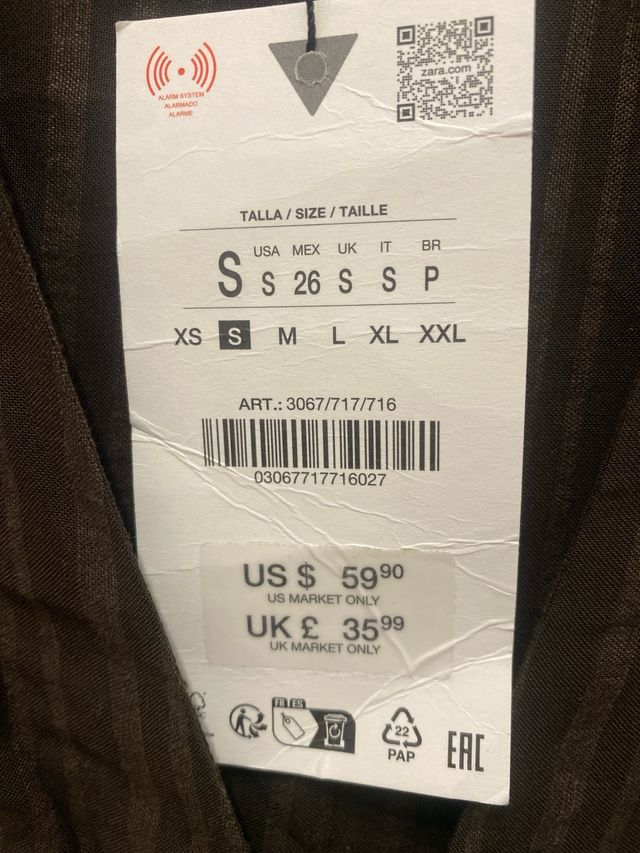 ALARM SYSTEM
ALARMADO
ALARME
zara.com
TALLA / SIZE / TAILLE
S
USA MEX UK IT BR
S 26 S S P
XS S M L XL XXL
ART.: 3067/717/716
03067717716027
US $ 59.90
US MARKET ONLY
UK £ 35.99
UK MARKET ONLY
FR ES
22
PAP
EAC